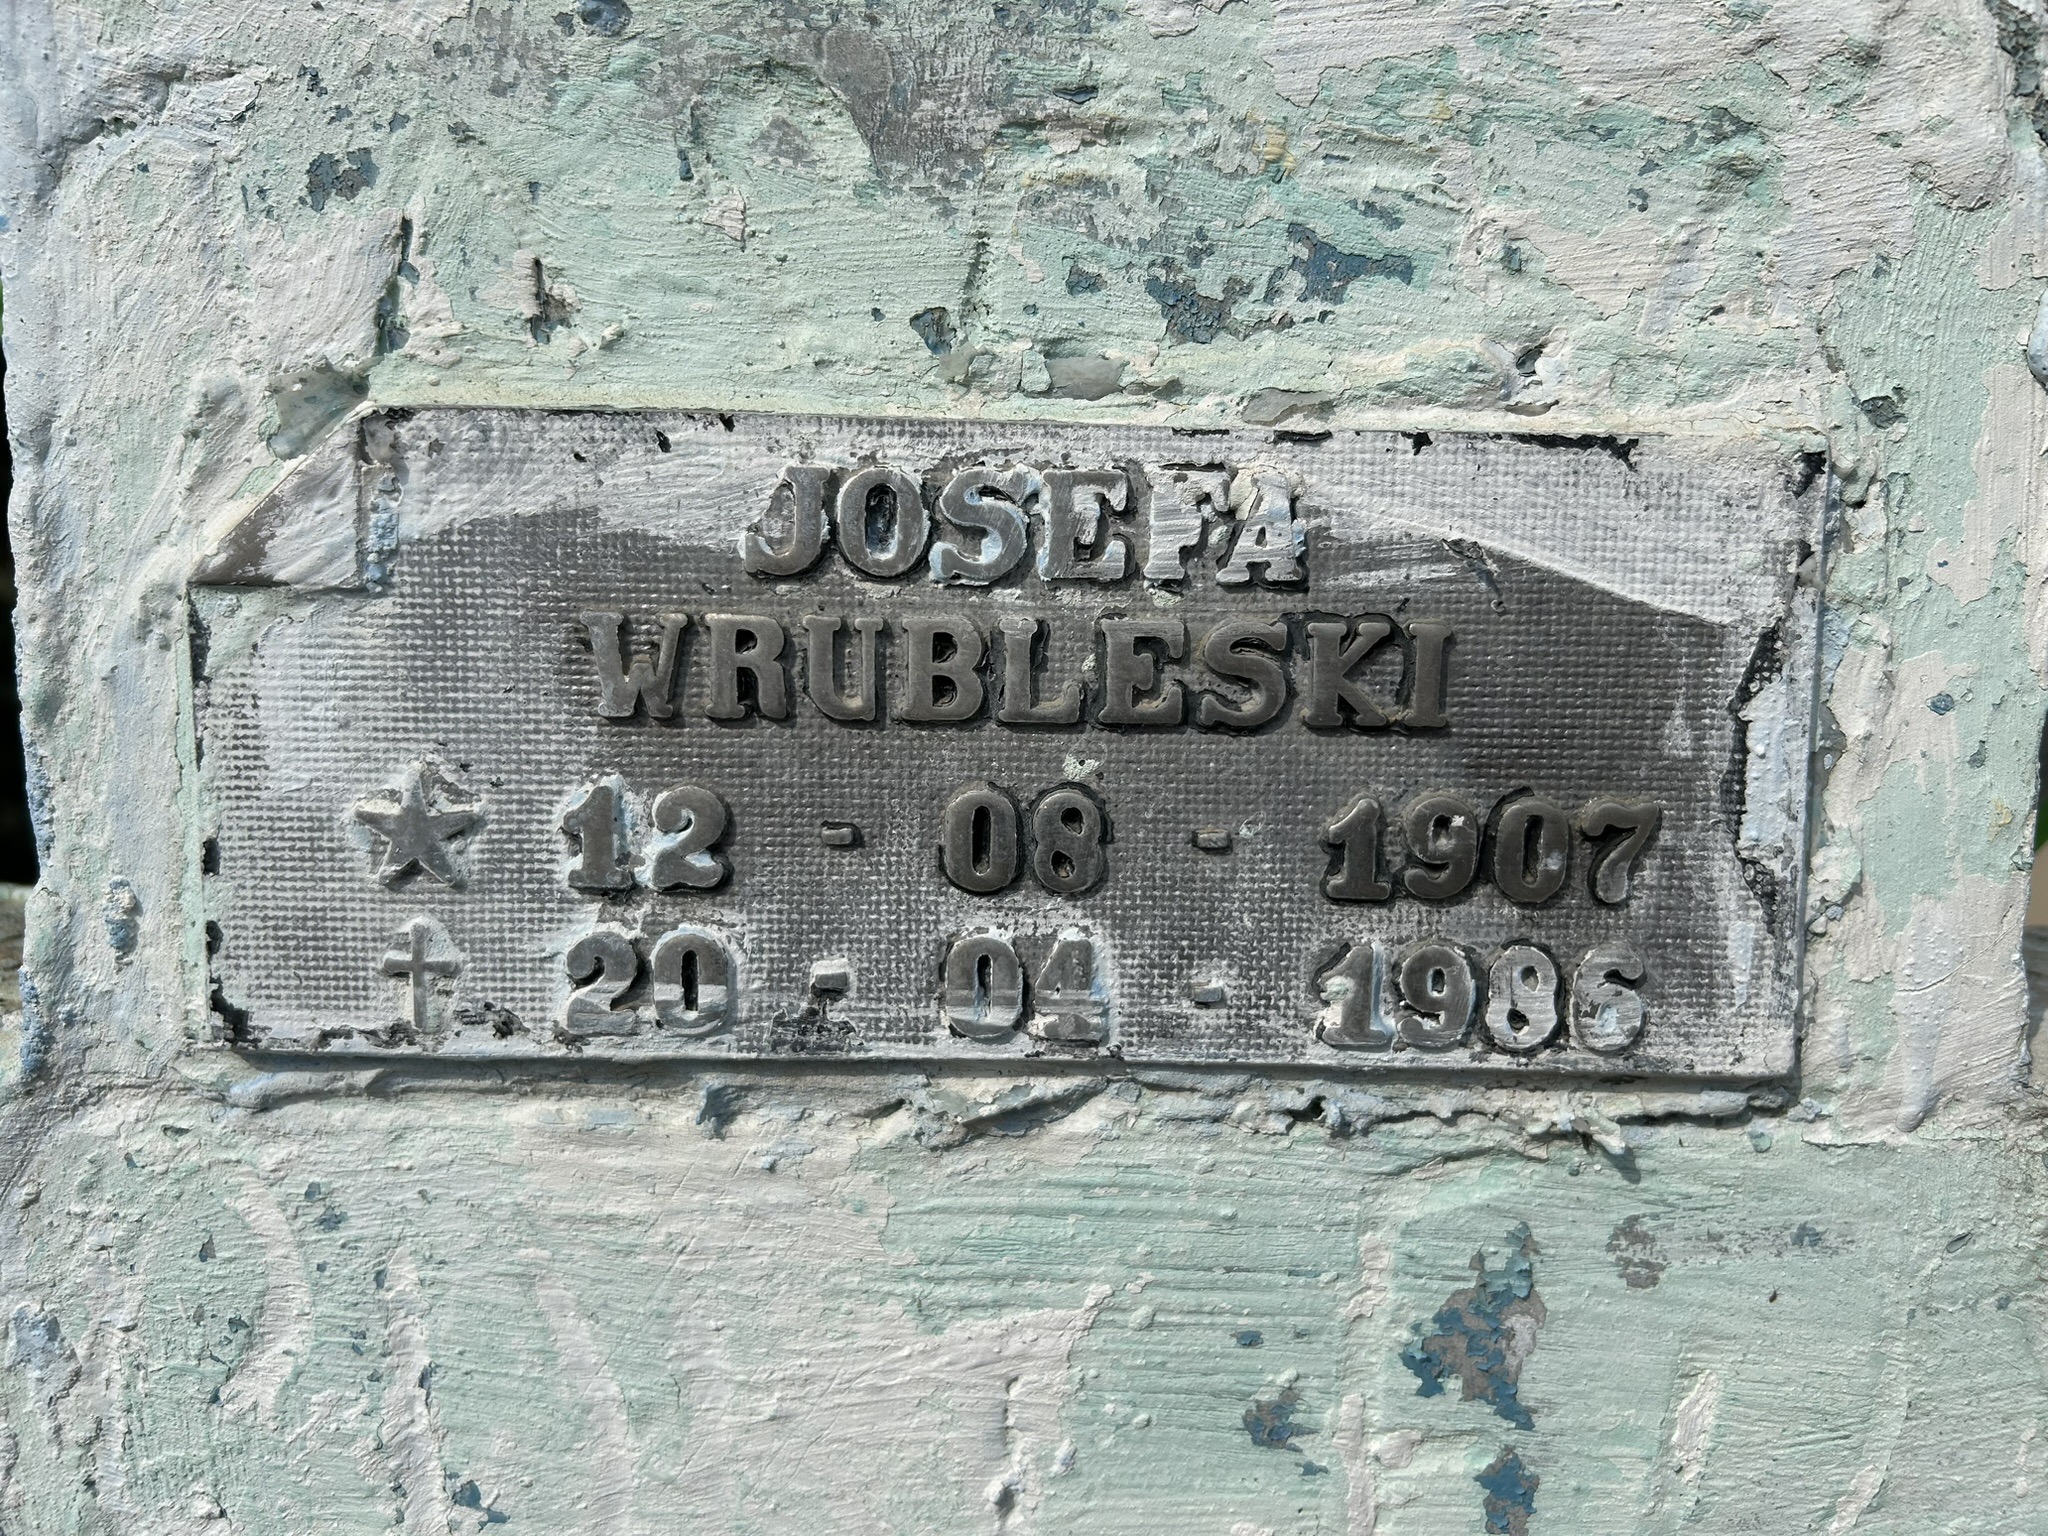 JOSEFA
WRUBLESKI
★ 12 - 08 - 1907
✝ 20 - 04 - 1986